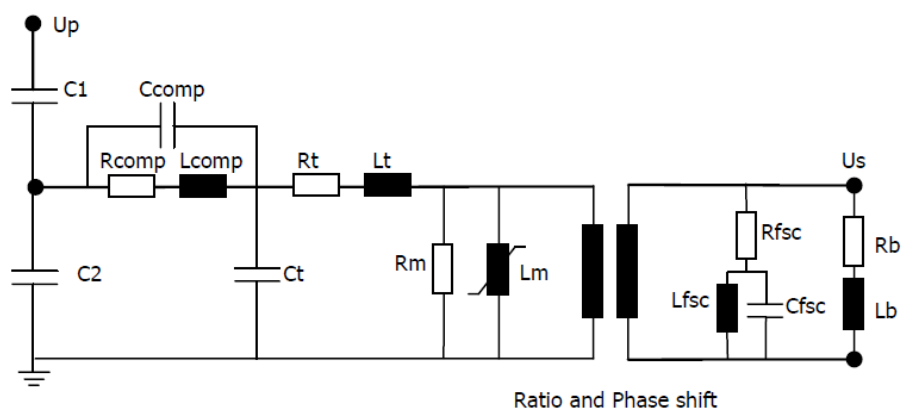 Up
C1
Ccomp
Rcomp Lcomp
Rt
Lt
Us
C2
Ct
Rm
Lm
Rfsc
Lfsc
Cfsc
Rb
Lb
Ratio and Phase shift